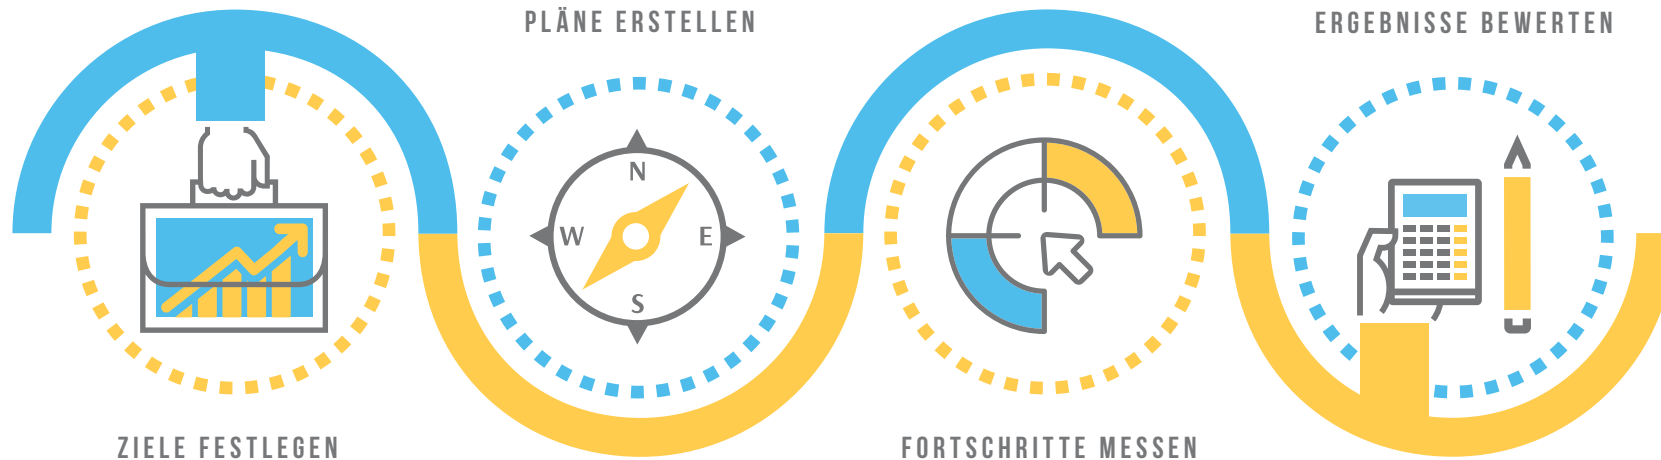 ZIELE FESTLEGEN
PLÄNE ERSTELLEN
N
W
E
S
FORTSCHRITTE MESSEN
ERGEBNISSE BEWERTEN